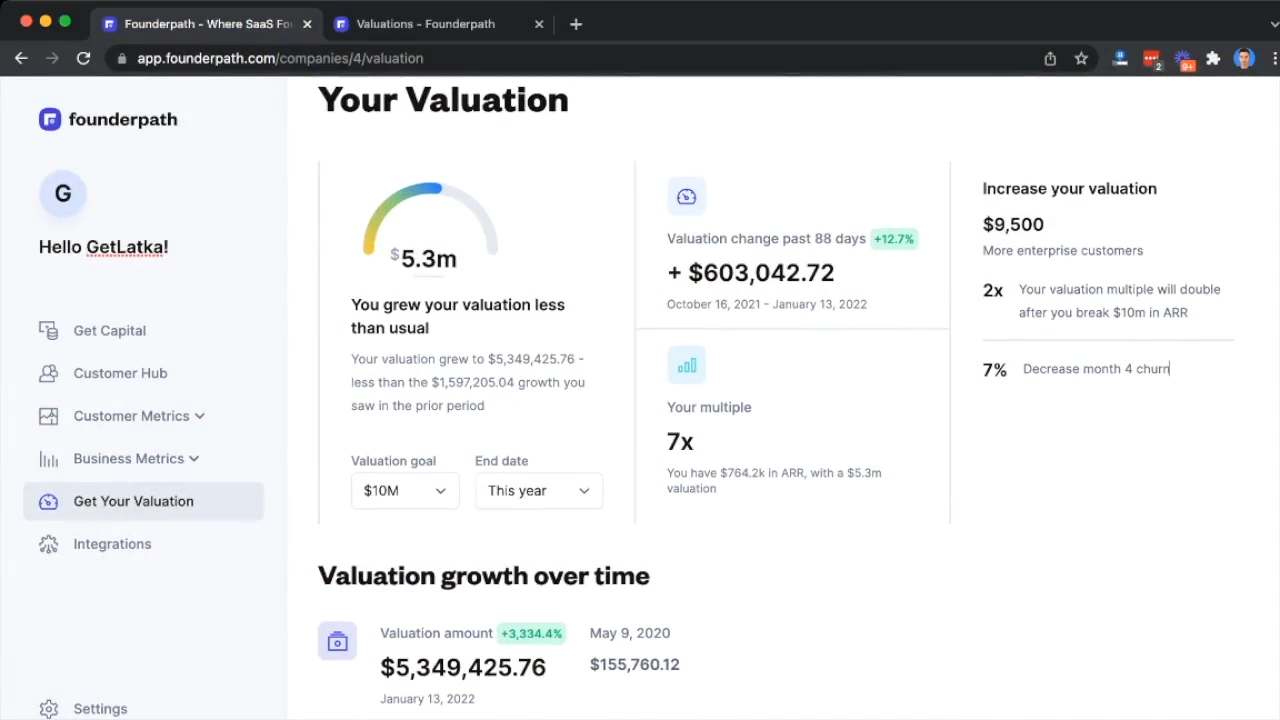 Founderpath - Where SaaS Fo
Valuations - Founderpath
app.founderpath.com/companies/4/valuation
2
9+
founderpath
G
Hello GetLatka!
Get Capital
Customer Hub
Customer Metrics
Business Metrics
Get Your Valuation
Integrations
Settings
Your Valuation
$5.3m
You grew your valuation less
than usual
Your valuation grew to $5,349,425.76 -
less than the $1,597,205.04 growth you
saw in the prior period
Valuation goal
$10M
End date
This year
Valuation change past 88 days +12.7%
+ $603,042.72
October 16, 2021 - January 13, 2022
Your multiple
7x
You have $764.2k in ARR, with a $5.3m
valuation
Increase your valuation
$9,500
More enterprise customers
2x Your valuation multiple will double
after you break $10m in ARR
7% Decrease month 4 churn
Valuation growth over time
Valuation amount +3,334.4%
$5,349,425.76
January 13, 2022
May 9, 2020
$155,760.12